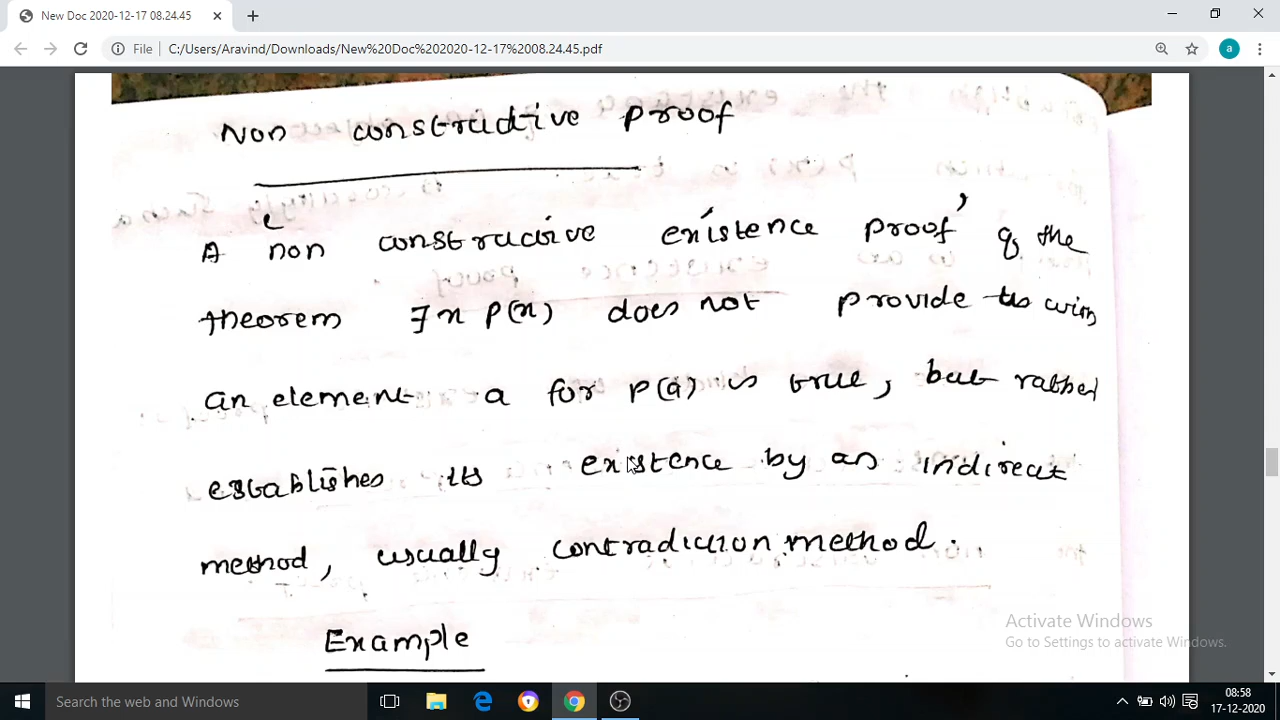 New Doc 2020-12-17 08.24.45
File
C:/Users/Aravind/Downloads/New%20Doc%202020-12-17%2008.24.45.pdf
a
Non constructive proof
A non constructive existence proof of the
theorem ∃x P(x) does not provide us with
an element a for P(a) is true, but rather
establishes its existence by an indirect
method, usually contradiction method.
Example
Activate Windows
Go to Settings to activate Windows.
Search the web and Windows
08:58
17-12-2020